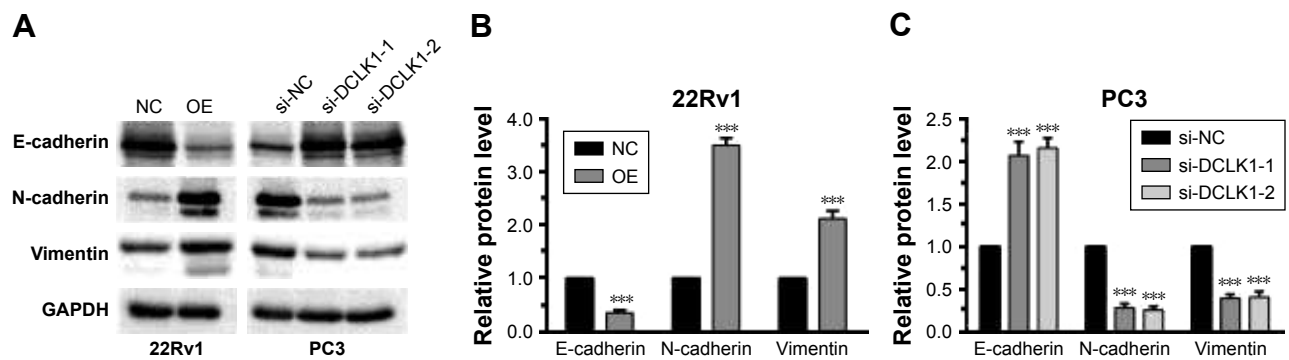 A
NC OE si-NC si-DCLK1-1 si-DCLK1-2
E-cadherin
N-cadherin
Vimentin
GAPDH
22Rv1 PC3
B
22Rv1
Relative protein level
4.0
3.0
2.0
1.0
0.0
NC
OE
***
***
***
E-cadherin N-cadherin Vimentin
C
PC3
Relative protein level
2.5
2.0
1.5
1.0
0.5
0.0
si-NC
si-DCLK1-1
si-DCLK1-2
*** ***
*** ***
*** ***
E-cadherin N-cadherin Vimentin